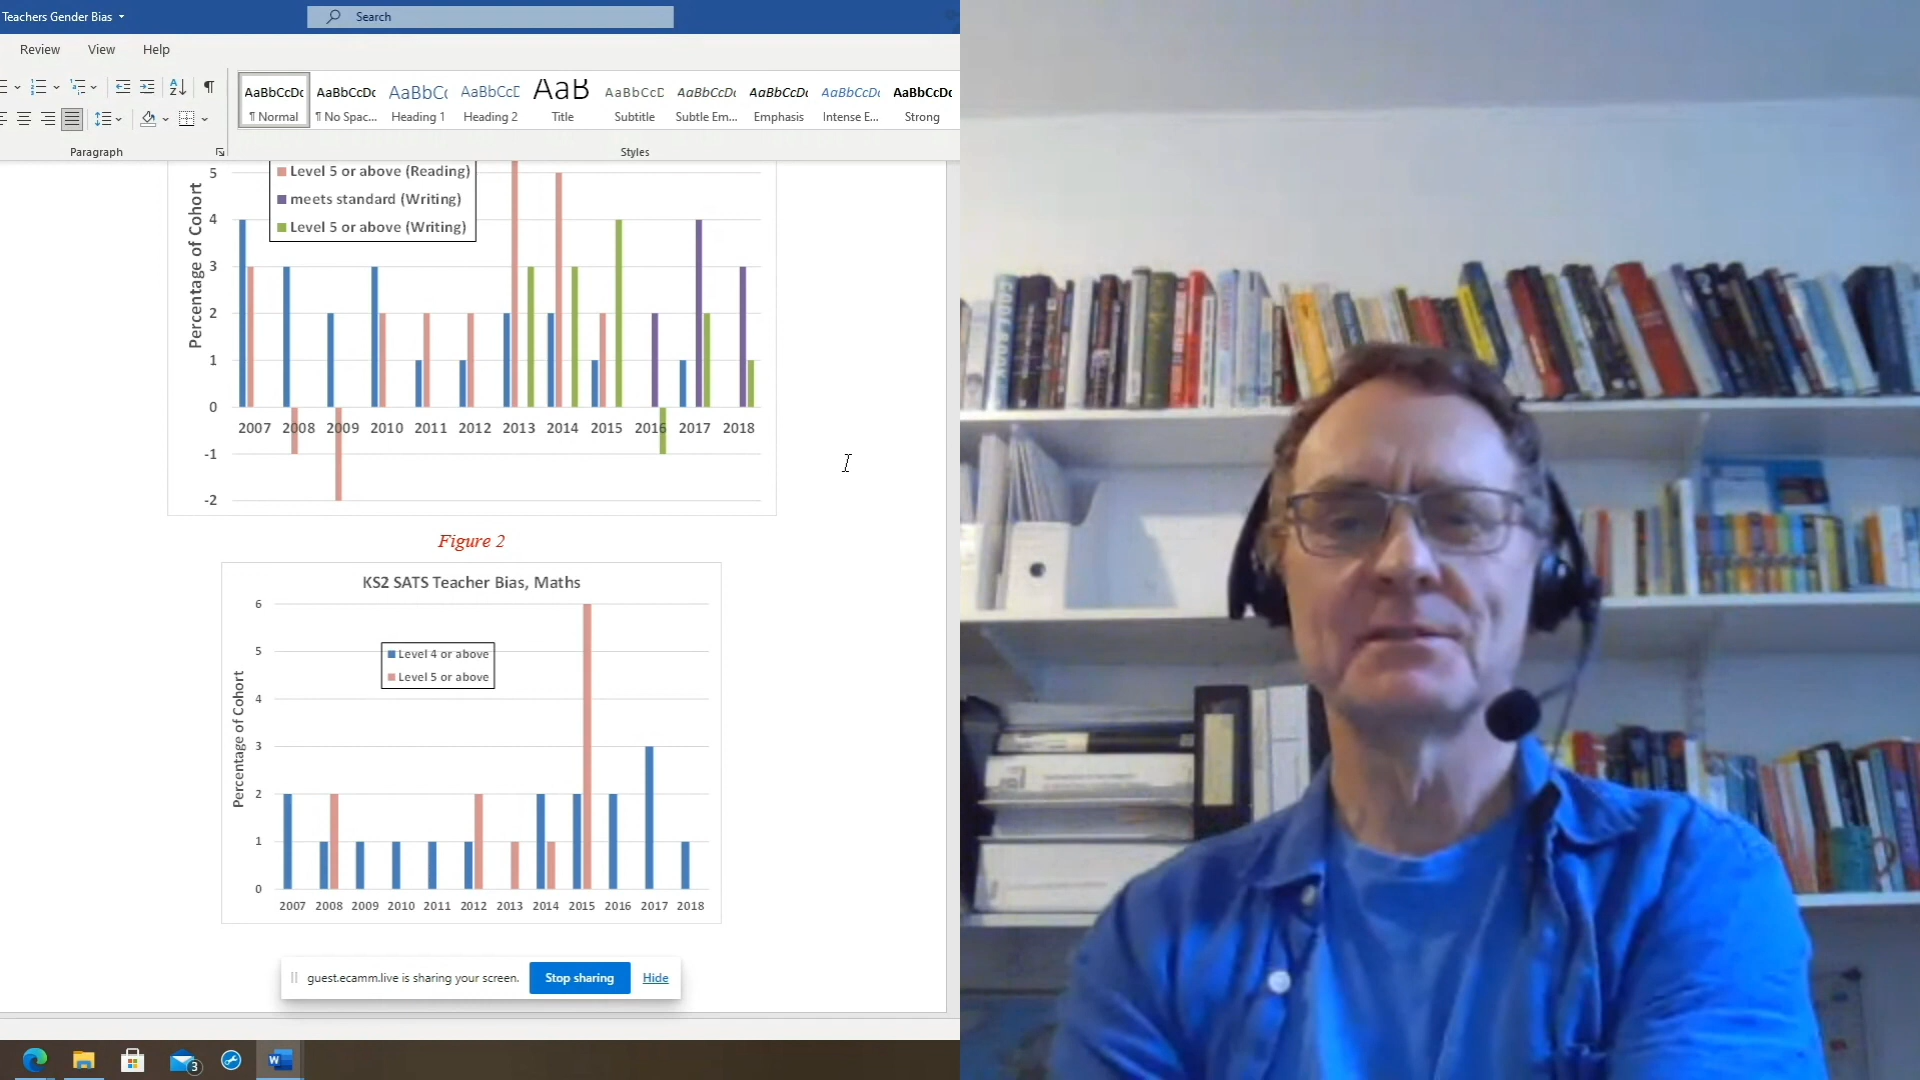 Teachers Gender Bias
Search
Review View Help
AaBbCcDc AaBbCcDc AaBbCc AaBbCcE AaB AaBbCcD AaBbCcDc AaBbCcDc AaBbCcDc AaBbCcDc
¶ Normal ¶ No Spac... Heading 1 Heading 2 Title Subtitle Subtle Em... Emphasis Intense E... Strong
Paragraph Styles
Percentage of Cohort
5
4
3
2
1
0
-1
-2
Level 5 or above (Reading)
meets standard (Writing)
Level 5 or above (Writing)
2007 2008 2009 2010 2011 2012 2013 2014 2015 2016 2017 2018
Figure 2
KS2 SATS Teacher Bias, Maths
Percentage of Cohort
6
5
4
3
2
1
0
Level 4 or above
Level 5 or above
2007 2008 2009 2010 2011 2012 2013 2014 2015 2016 2017 2018
guest.ecamm.live is sharing your screen. Stop sharing Hide
3
W